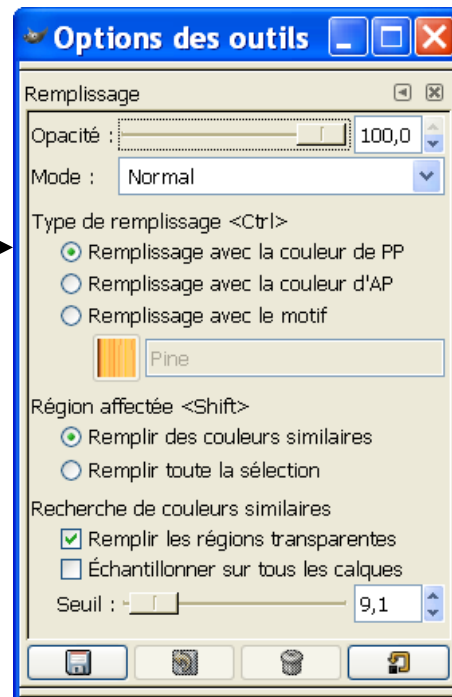 Options des outils
Remplissage
Opacité : 100,0
Mode : Normal
Type de remplissage <Ctrl>
Remplissage avec la couleur de PP
Remplissage avec la couleur d'AP
Remplissage avec le motif
Pine
Région affectée <Shift>
Remplir des couleurs similaires
Remplir toute la sélection
Recherche de couleurs similaires
Remplir les régions transparentes
Échantillonner sur tous les calques
Seuil : 9,1